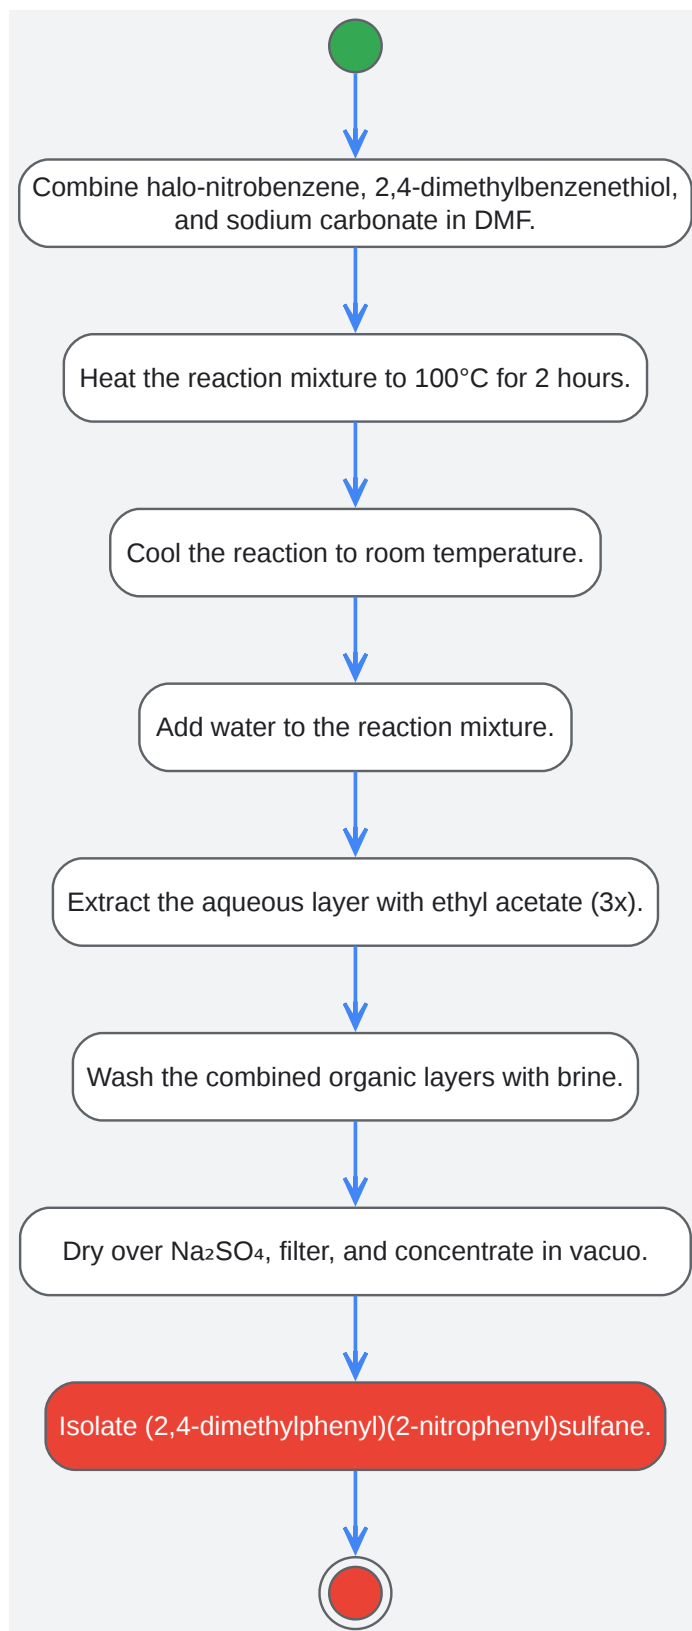 Combine halo-nitrobenzene, 2,4-dimethylbenzenethiol,
and sodium carbonate in DMF.
Heat the reaction mixture to 100°C for 2 hours.
Cool the reaction to room temperature.
Add water to the reaction mixture.
Extract the aqueous layer with ethyl acetate (3x).
Wash the combined organic layers with brine.
Dry over Na₂SO₄, filter, and concentrate in vacuo.
Isolate (2,4-dimethylphenyl)(2-nitrophenyl)sulfane.